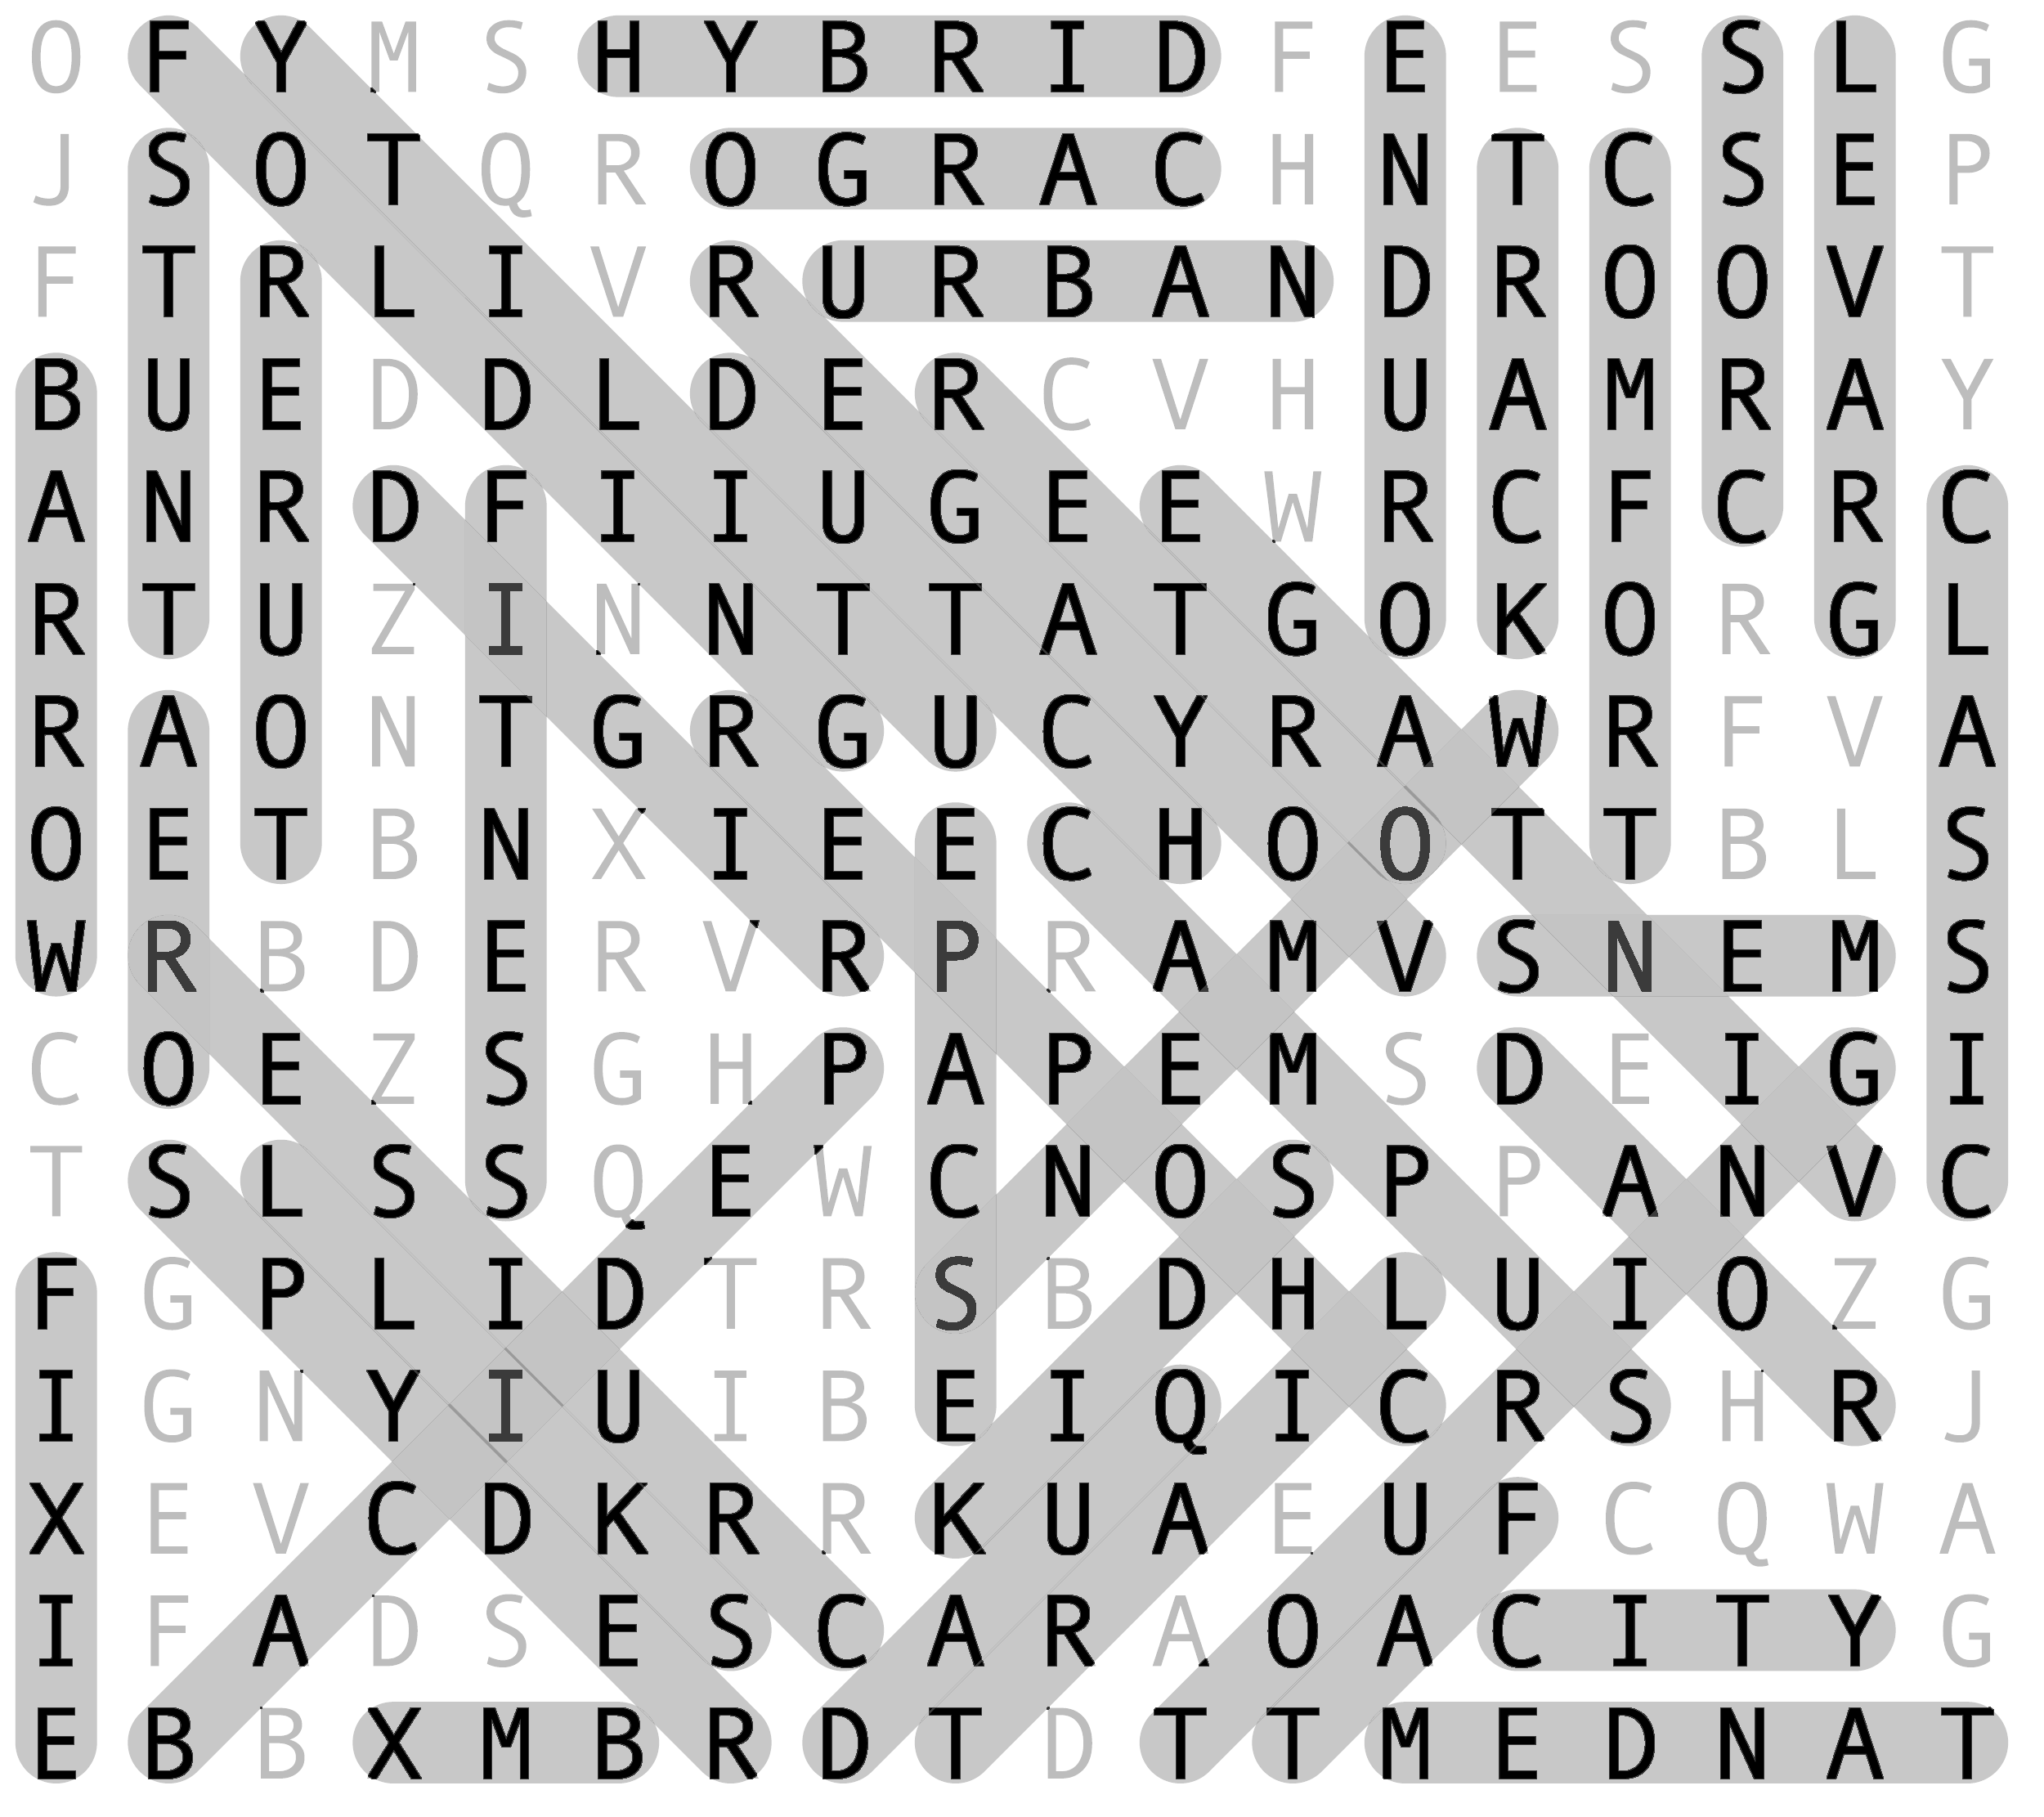 O F Y M S H Y B R I D F E E S S L G
J S O T Q R O G R A C H N T C S E P
F T R L I V R U R B A N D R O O V T
B U E D D L D E R C V H U A M R A Y
A N R D F I I U G E E W R C F C R C
R T U Z I N N T T A T G O K O R G L
R A O N T G R G U C Y R A W R F V A
O E T B N X I E E C H O O T T B L S
W R B D E R V R P R A M V S N E M S
C O E Z S G H P A P E M S D E I G I
T S L S S Q E W C N O S P P A N V C
F G P L I D T R S B D H L U I O Z G
I G N Y I U I B E I Q I C R S H R J
X E V C D K R R K U A E U F C Q W A
I F A D S E S C A R A O A C I T Y G
E B B X M B R D T D T T M E D N A T